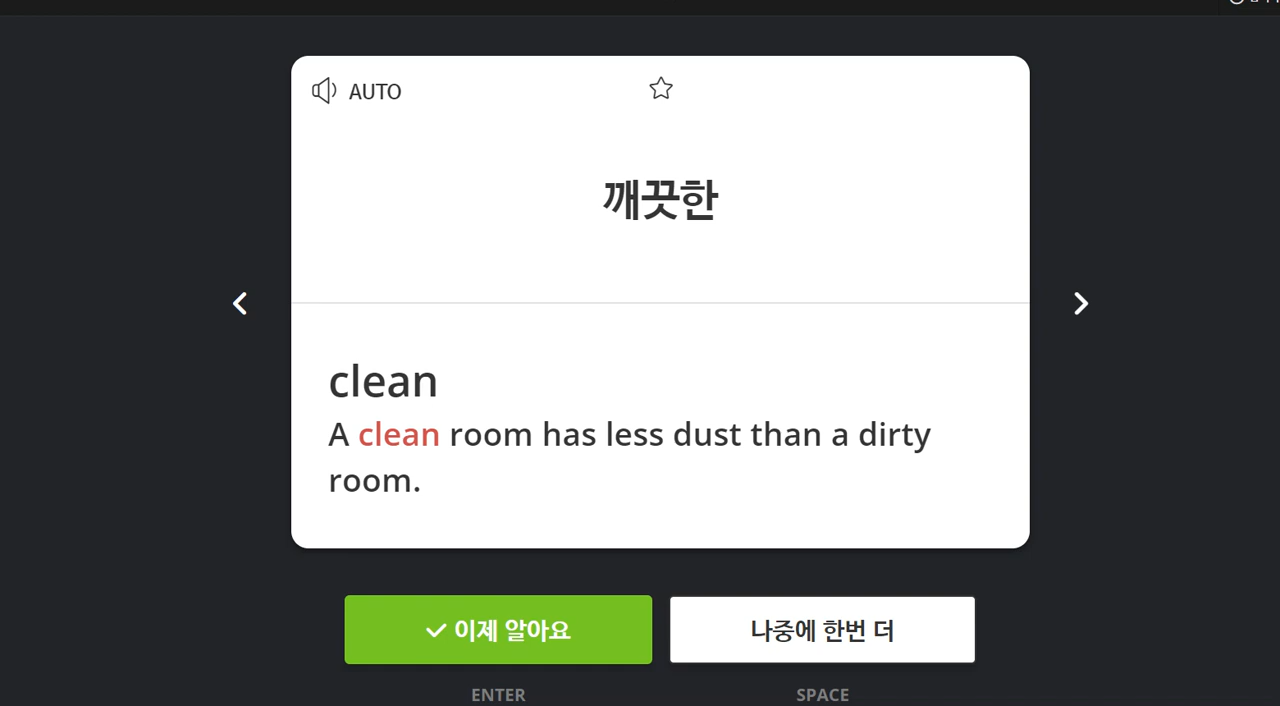 AUTO
깨끗한
clean
A clean room has less dust than a dirty
room.
이제 알아요
나중에 한번 더
ENTER
SPACE